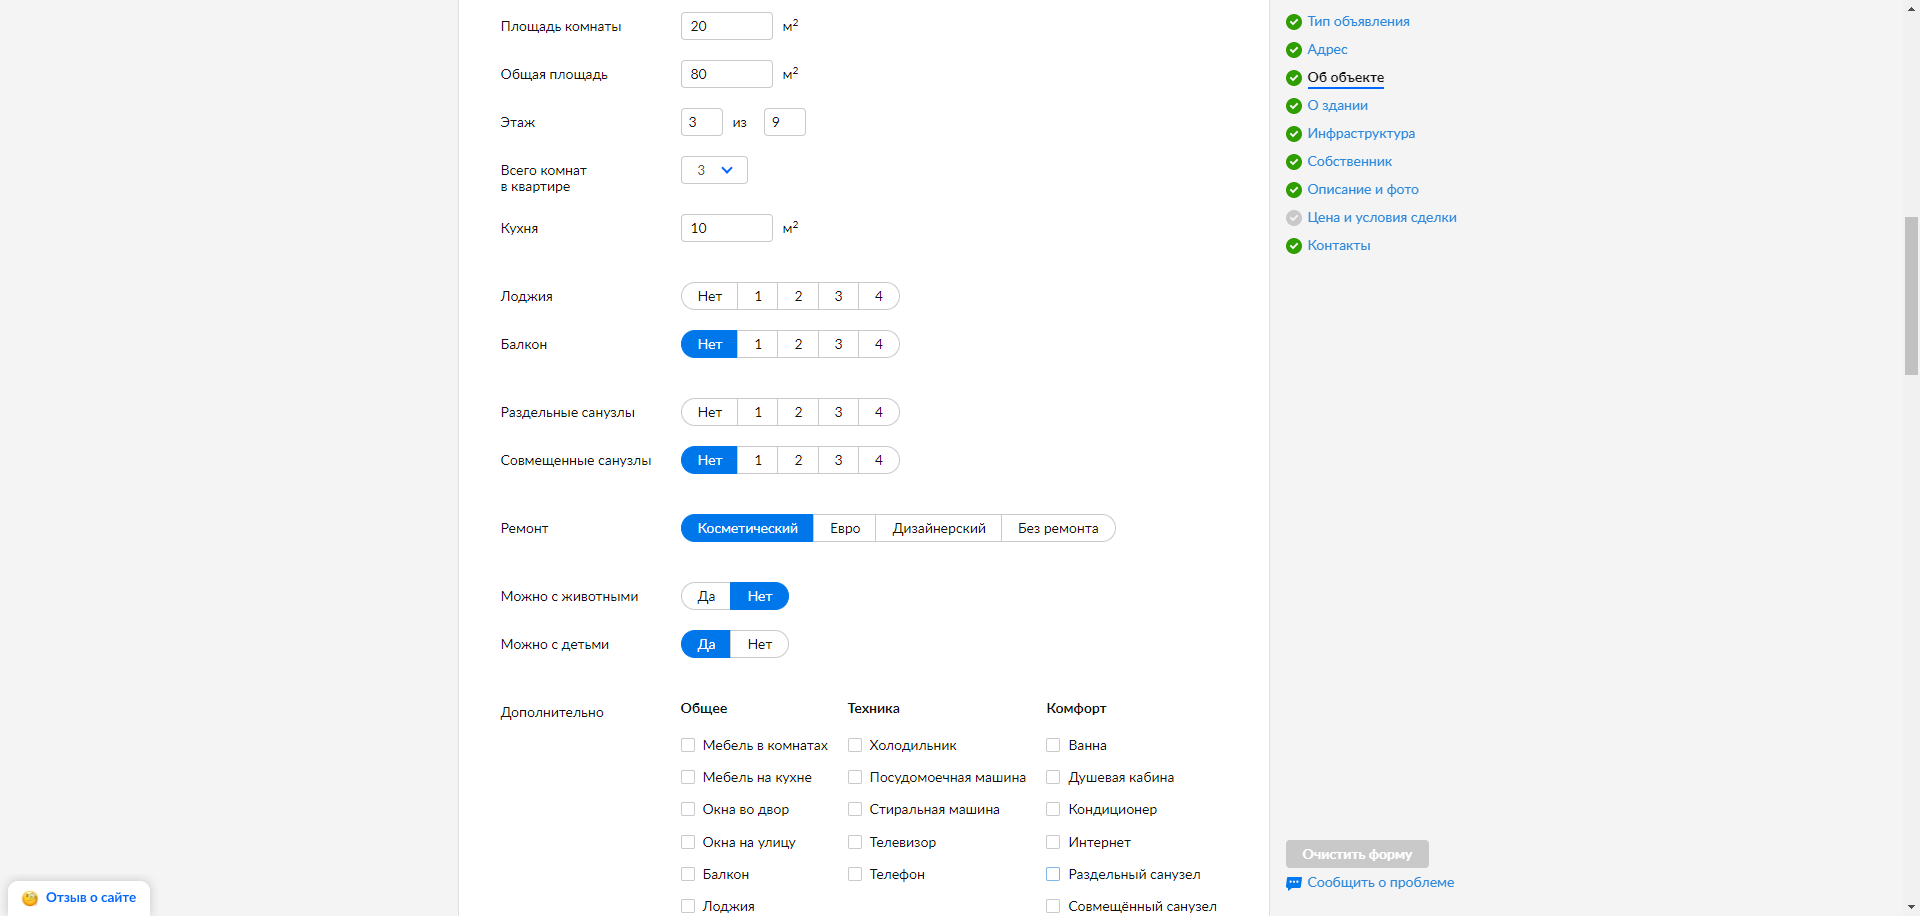 Площадь комнаты 20 м²
Общая площадь 80 м²
Этаж 3 из 9
Всего комнат 3
в квартире
Кухня 10 м²
Лоджия Нет 1 2 3 4
Балкон Нет 1 2 3 4
Раздельные санузлы Нет 1 2 3 4
Совмещенные санузлы Нет 1 2 3 4
Ремонт Косметический Евро Дизайнерский Без ремонта
Можно с животными Да Нет
Можно с детьми Да Нет
Дополнительно
Общее Техника Комфорт
Мебель в комнатах Холодильник Ванна
Мебель на кухне Посудомоечная машина Душевая кабина
Окна во двор Стиральная машина Кондиционер
Окна на улицу Телевизор Интернет
Балкон Телефон Раздельный санузел
Лоджия Совмещённый санузел
Тип объявления
Адрес
Об объекте
О здании
Инфраструктура
Собственник
Описание и фото
Цена и условия сделки
Контакты
Очистить форму
Сообщить о проблеме
Отзыв о сайте